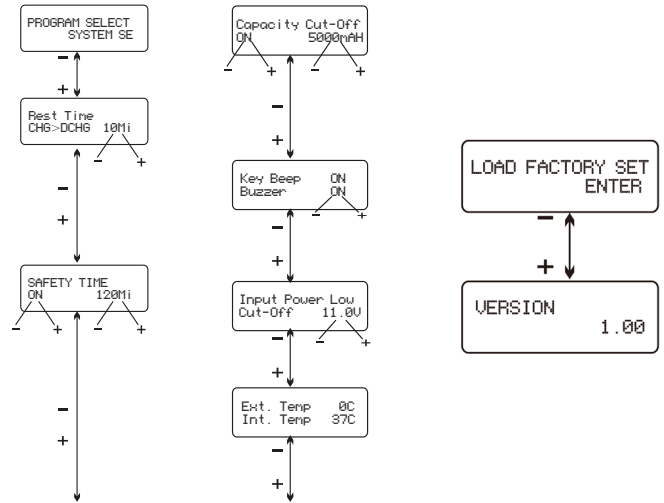 PROGRAM SELECT
SYSTEM SE
-
+
Rest Time
CHG>DCHG 10Mi
- +
-
+
SAFETY TIME
ON 120Mi
- + - +
-
+
Capacity Cut-Off
ON 5000mAH
- + - +
-
+
Key Beep ON
Buzzer ON
- +
-
+
Input Power Low
Cut-Off 11.0V
- +
-
+
Ext. Temp 0C
Int. Temp 37C
-
+
LOAD FACTORY SET
ENTER
-
+
VERSION
1.00